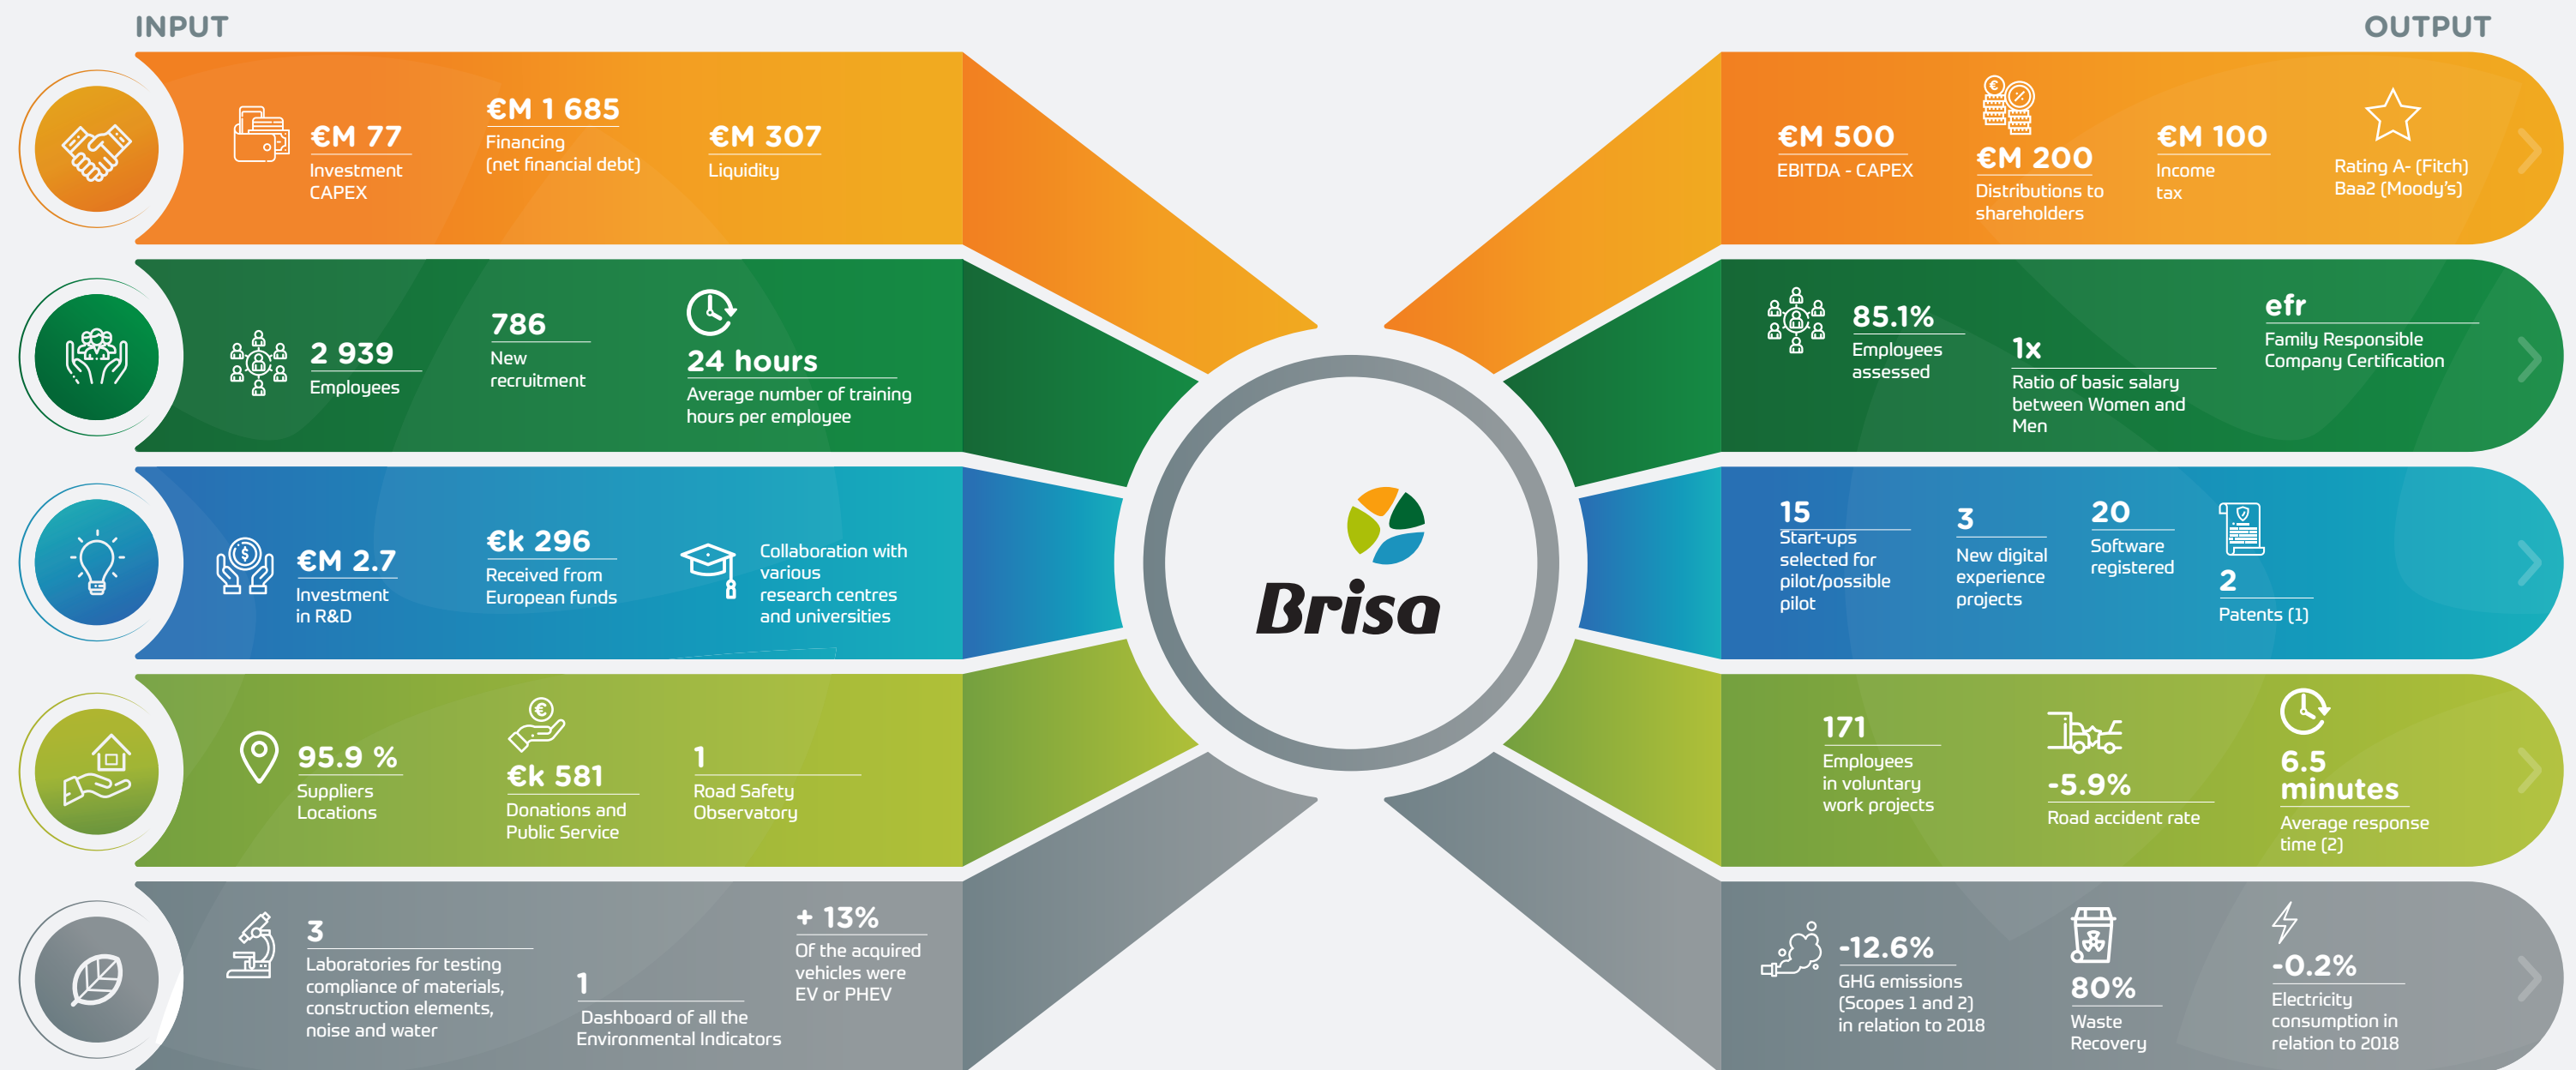 INPUT
OUTPUT
€M 77
Investment
CAPEX
€M 1 685
Financing
(net financial debt)
€M 307
Liquidity
€M 500
EBITDA - CAPEX
€M 200
Distributions to
shareholders
€M 100
Income
tax
Rating A- (Fitch)
Baa2 (Moody's)
2 939
Employees
786
New
recruitment
24 hours
Average number of training
hours per employee
85.1%
Employees
assessed
1x
Ratio of basic salary
between Women and
Men
efr
Family Responsible
Company Certification
€M 2.7
Investment
in R&D
€k 296
Received from
European funds
Collaboration with
various
research centres
and universities
Brisa
15
Start-ups
selected for
pilot/possible
pilot
3
New digital
experience
projects
20
Software
registered
2
Patents (1)
95.9 %
Suppliers
Locations
€k 581
Donations and
Public Service
1
Road Safety
Observatory
171
Employees
in voluntary
work projects
-5.9%
Road accident rate
6.5
minutes
Average response
time (2)
3
Laboratories for testing
compliance of materials,
construction elements,
noise and water
1
Dashboard of all the
Environmental Indicators
+ 13%
Of the acquired
vehicles were
EV or PHEV
-12.6%
GHG emissions
(Scopes 1 and 2)
in relation to 2018
80%
Waste
Recovery
-0.2%
Electricity
consumption in
relation to 2018